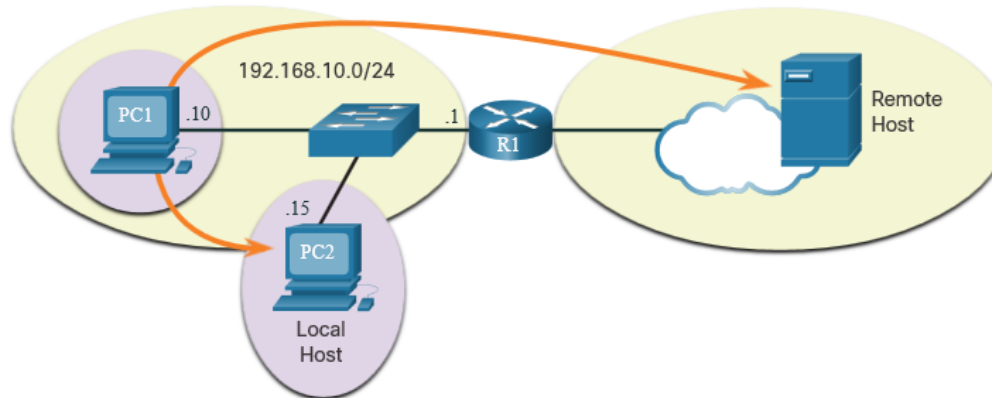 192.168.10.0/24
PC1
.10
.1
R1
Remote
Host
.15
PC2
Local
Host